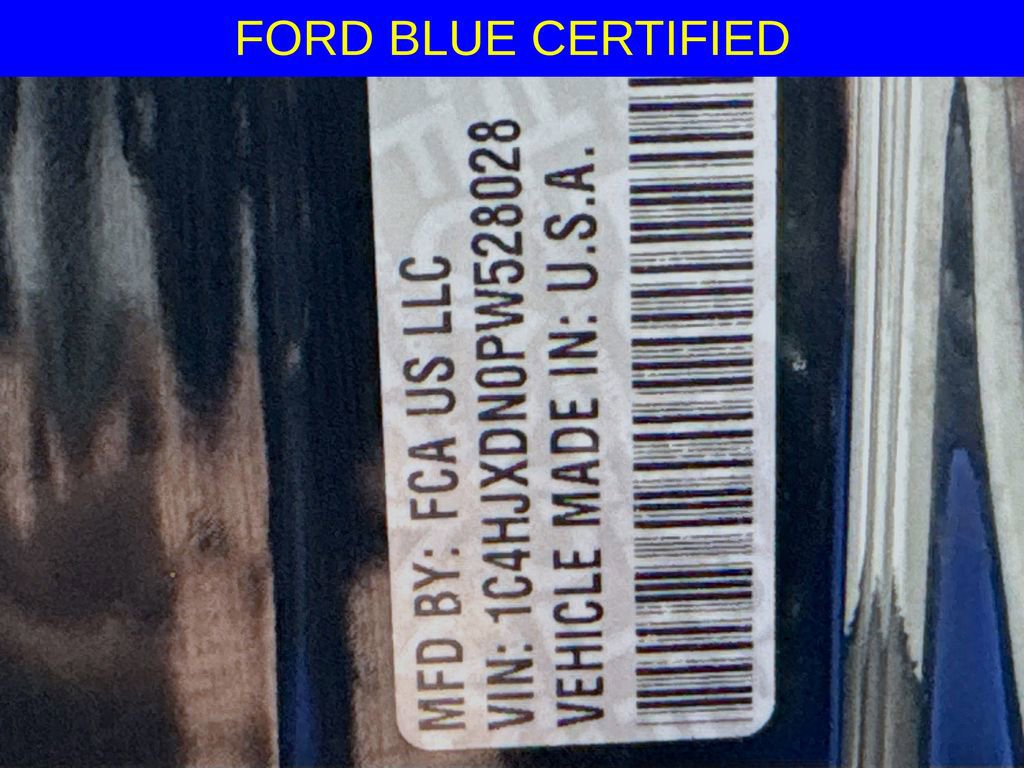 FORD BLUE CERTIFIED
MFD BY: FCA US LLC
VIN: 1C4HJXDN0PW528028
VEHICLE MADE IN: U.S.A.